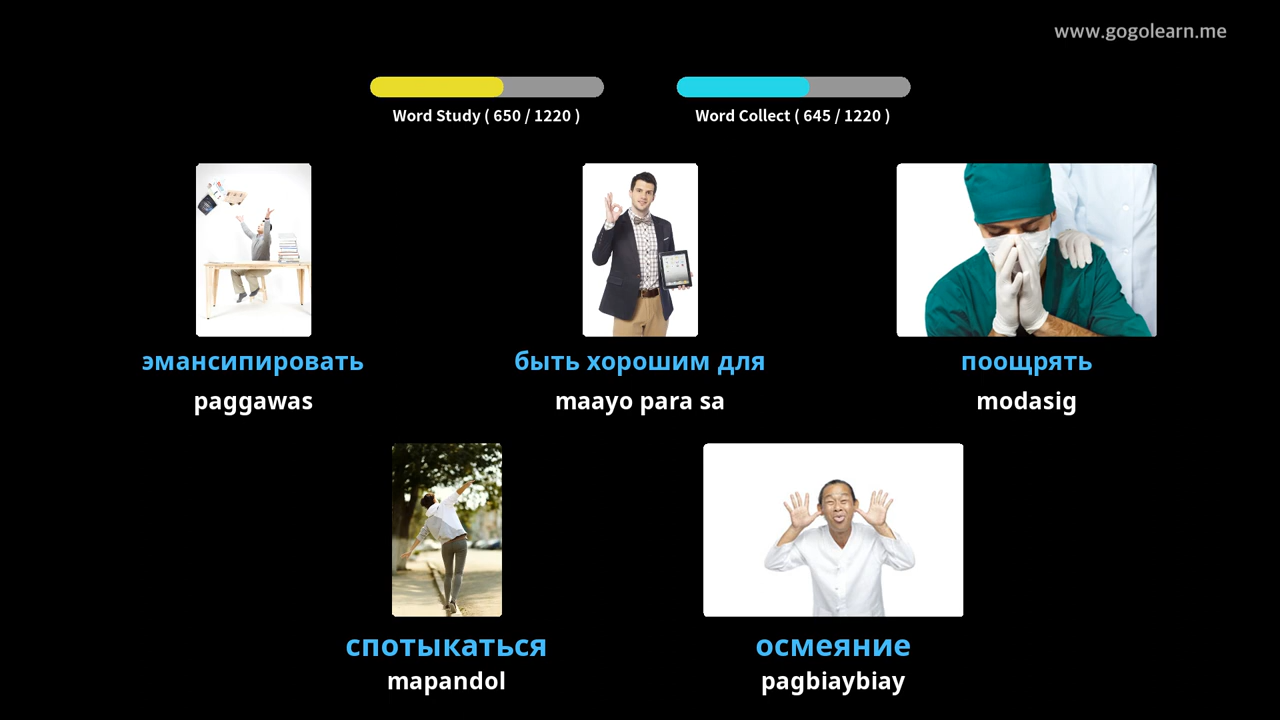 www.gogolearn.me
Word Study ( 650 / 1220 )
Word Collect ( 645 / 1220 )
эмансипировать
paggawas
быть хорошим для
maayo para sa
поощрять
modasig
спотыкаться
mapandol
осмеяние
pagbiaybiay